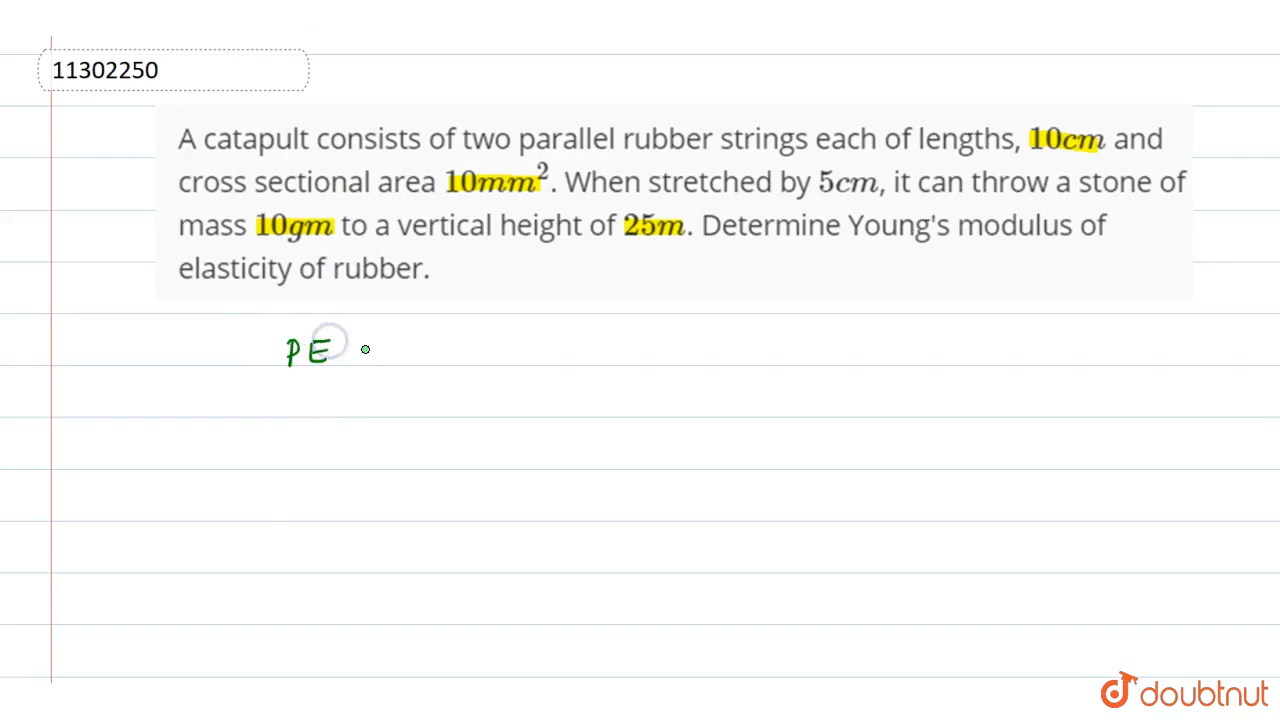 11302250
A catapult consists of two parallel rubber strings each of lengths, 10cm and
cross sectional area 10mm². When stretched by 5cm, it can throw a stone of
mass 10gm to a vertical height of 25m. Determine Young's modulus of
elasticity of rubber.
PE
doubtnut